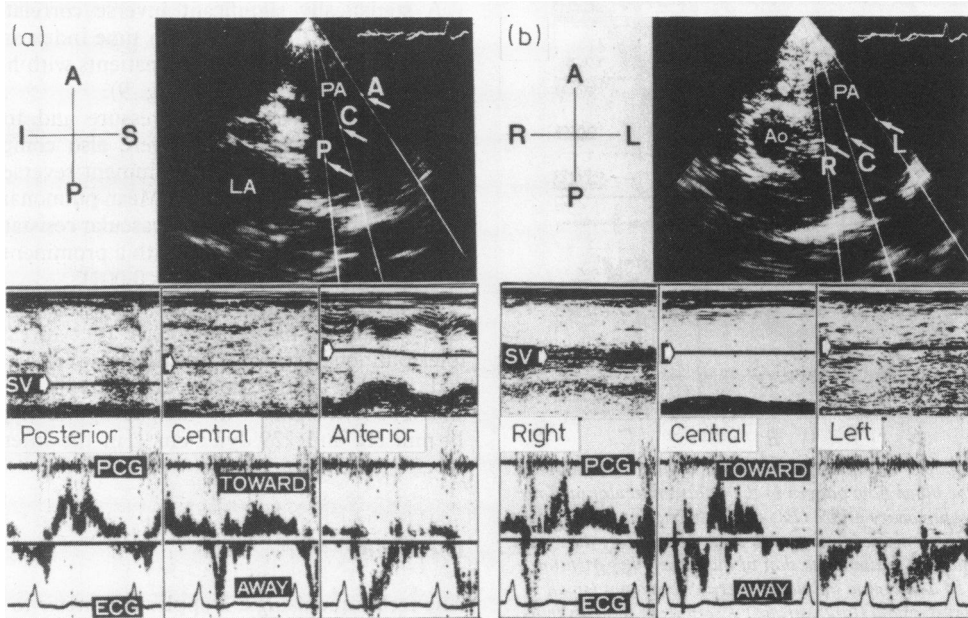 (a)
A
I
S
P
PA
A
C
P
LA
(b)
A
R
L
P
PA
Ao
L
R
C
SV
Posterior
Central
Anterior
PCG
TOWARD
AWAY
ECG
SV
Right
Central
Left
PCG
TOWARD
AWAY
ECG